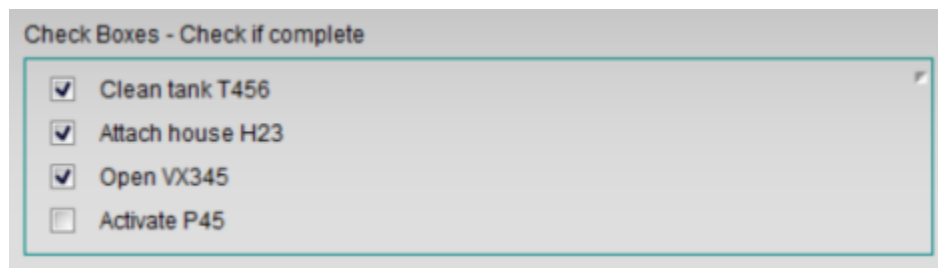 Check Boxes - Check if complete
Clean tank T456
Attach house H23
Open VX345
Activate P45